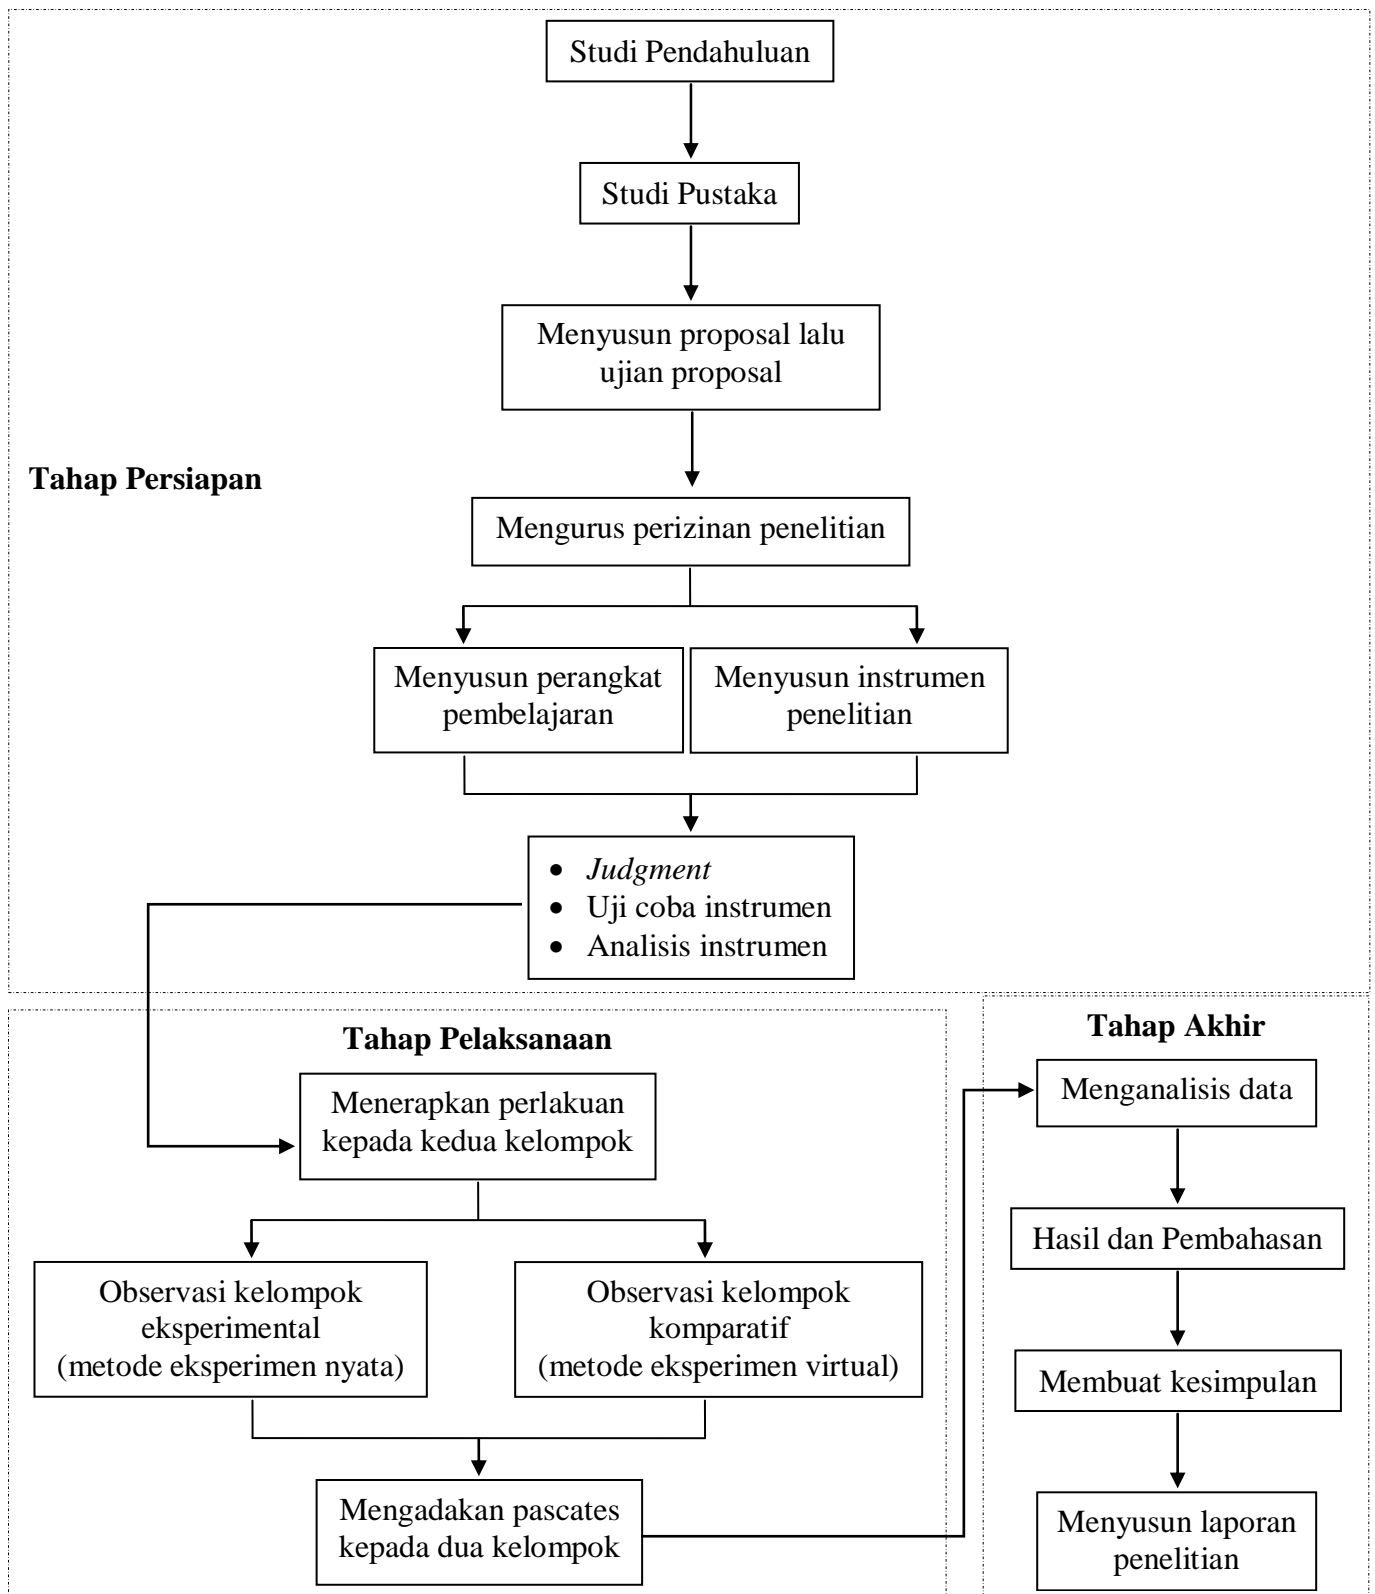 Studi Pendahuluan
Studi Pustaka
Menyusun proposal lalu
ujian proposal
Tahap Persiapan
Mengurus perizinan penelitian
Menyusun perangkat
pembelajaran
Menyusun instrumen
penelitian
• Judgment
• Uji coba instrumen
• Analisis instrumen
Tahap Pelaksanaan
Menerapkan perlakuan
kepada kedua kelompok
Observasi kelompok
eksperimental
(metode eksperimen nyata)
Observasi kelompok
komparatif
(metode eksperimen virtual)
Mengadakan pascates
kepada dua kelompok
Tahap Akhir
Menganalisis data
Hasil dan Pembahasan
Membuat kesimpulan
Menyusun laporan
penelitian